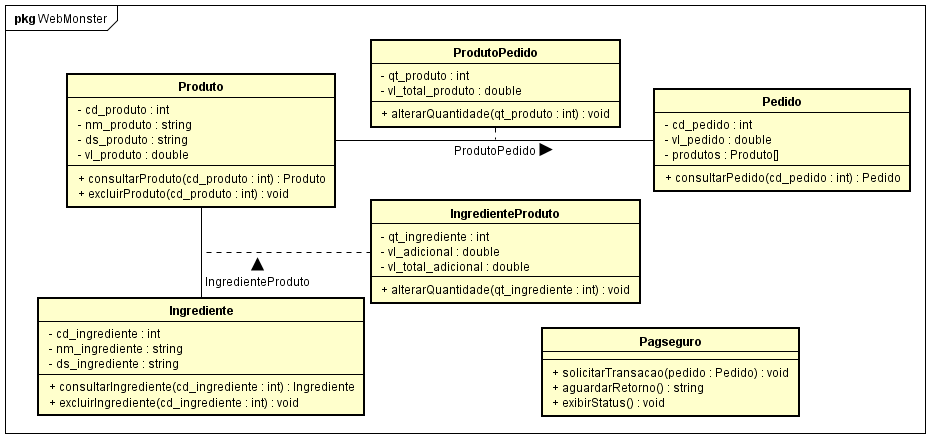 pkg WebMonster
ProdutoPedido
- qt_produto : int
- vl_total_produto : double
+ alterarQuantidade(qt_produto : int) : void
Produto
- cd_produto : int
- nm_produto : string
- ds_produto : string
- vl_produto : double
+ consultarProduto(cd_produto : int) : Produto
+ excluirProduto(cd_produto : int) : void
Pedido
- cd_pedido : int
- vl_pedido : double
- produtos : Produto[]
+ consultarPedido(cd_pedido : int) : Pedido
ProdutoPedido
IngredienteProduto
- qt_ingrediente : int
- vl_adicional : double
- vl_total_adicional : double
+ alterarQuantidade(qt_ingrediente : int) : void
IngredienteProduto
Ingrediente
- cd_ingrediente : int
- nm_ingrediente : string
- ds_ingrediente : string
+ consultarIngrediente(cd_ingrediente : int) : Ingrediente
+ excluirIngrediente(cd_ingrediente : int) : void
Pagseguro
+ solicitarTransacao(pedido : Pedido) : void
+ aguardarRetorno() : string
+ exibirStatus() : void